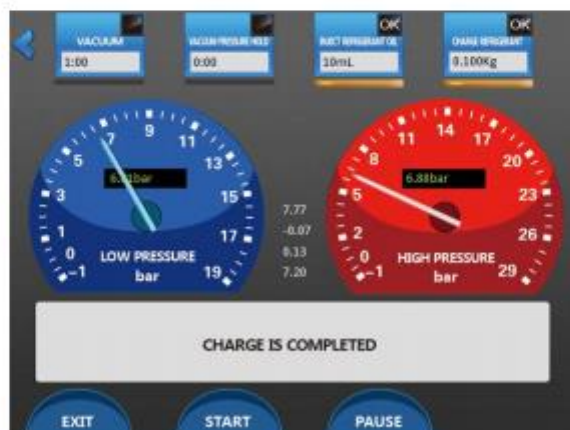 OK
OK
VACUUM
VACUUM PRESSURE HOLD
INJECT REFRIGERANT OIL
CHARGE REFRIGERANT
1:00
0:00
10mL
0.100Kg
-1
0
1
3
5
7
9
11
13
15
17
19
LOW PRESSURE
bar
7.77
-0.07
0.13
7.20
-1
0
2
5
8
11
14
17
20
23
26
29
6.88bar
HIGH PRESSURE
bar
CHARGE IS COMPLETED
EXIT
START
PAUSE